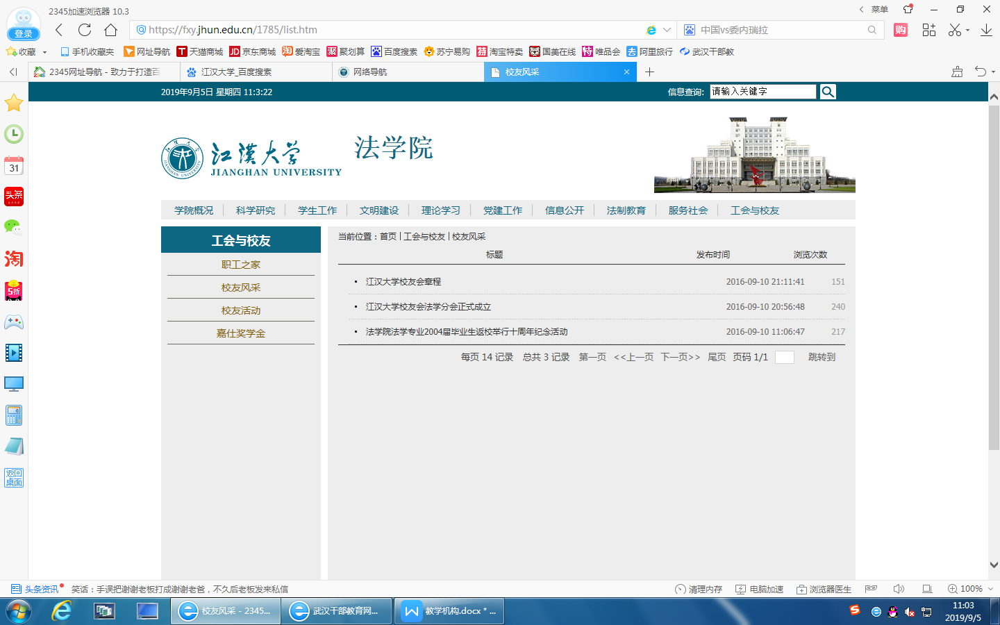 2345加速浏览器 10.3
菜单
登录
https://fxy.jhun.edu.cn/1785/list.htm
中国vs委内瑞拉
购
收藏 手机收藏夹 网址导航 T 天猫商城 JD 京东商城 淘 爱淘宝 聚 聚划算 百度搜索 苏宁易购 特 淘宝特卖 国美在线 特 唯品会 去 阿里旅行 武汉干部教
2345网址导航 - 致力于打造百
江汉大学_百度搜索
网络导航
校友风采
2019年9月5日 星期四 11:3:22
信息查询:
请输入关键字
31
头条
淘
5折
返回
桌面
江漢大学
JIANGHAN UNIVERSITY
法学院
学院概况 科学研究 学生工作 文明建设 理论学习 党建工作 信息公开 法制教育 服务社会 工会与校友
工会与校友
职工之家
校友风采
校友活动
嘉仕奖学金
当前位置：首页 | 工会与校友 | 校友风采
标题 发布时间 浏览次数
江汉大学校友会章程 2016-09-10 21:11:41 151
江汉大学校友会法学分会正式成立 2016-09-10 20:56:48 240
法学院法学专业2004届毕业生返校举行十周年纪念活动 2016-09-10 11:06:47 217
每页 14 记录 总共 3 记录 第一页 <<上一页 下一页>> 尾页 页码 1/1 跳转到
头条资讯
笑话：手误把谢谢老板打成谢谢老爸，不久后老板发来私信
清理内存 电脑加速 浏览器医生 100%
校友风采 - 2345...
武汉干部教育网...
教学机构.docx * ...
11:03
2019/9/5